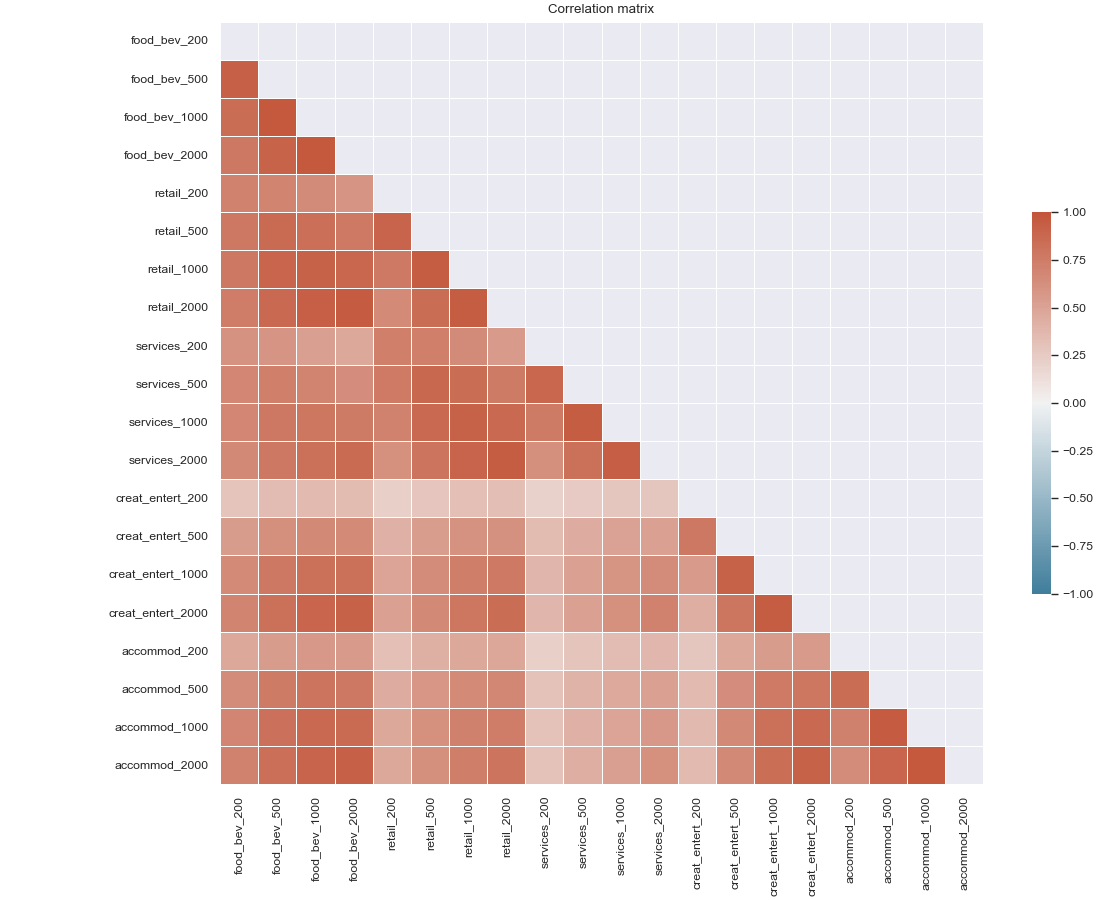 Correlation matrix
food_bev_200
food_bev_500
food_bev_1000
food_bev_2000
retail_200
retail_500
retail_1000
retail_2000
services_200
services_500
services_1000
services_2000
creat_entert_200
creat_entert_500
creat_entert_1000
creat_entert_2000
accommod_200
accommod_500
accommod_1000
accommod_2000
food_bev_200
food_bev_500
food_bev_1000
food_bev_2000
retail_200
retail_500
retail_1000
retail_2000
services_200
services_500
services_1000
services_2000
creat_entert_200
creat_entert_500
creat_entert_1000
creat_entert_2000
accommod_200
accommod_500
accommod_1000
accommod_2000
1.00
0.75
0.50
0.25
0.00
−0.25
−0.50
−0.75
−1.00